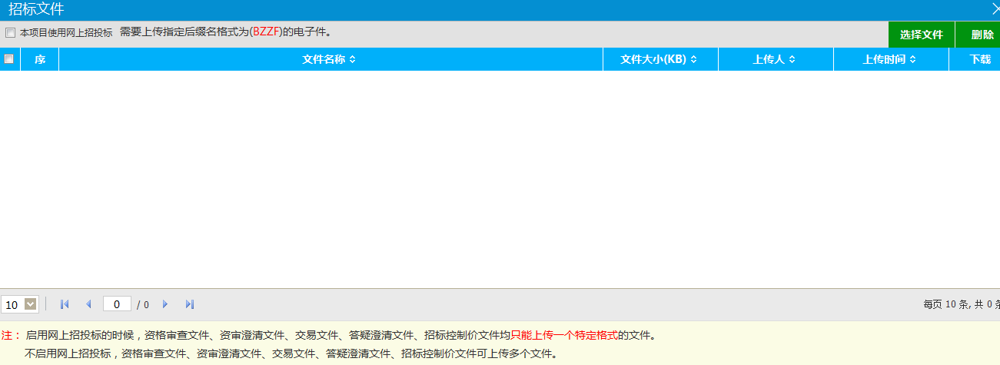 招标文件
本项目使用网上招投标 需要上传指定后缀名格式为(BZZF)的电子件。 选择文件 删除
序 文件名称 文件大小(KB) 上传人 上传时间 下载
10 0 / 0 每页 10 条, 共 0 条
注： 启用网上招投标的时候，资格审查文件、资审澄清文件、交易文件、答疑澄清文件、招标控制价文件均只能上传一个特定格式的文件。
不启用网上招投标，资格审查文件、资审澄清文件、交易文件、答疑澄清文件、招标控制价文件可上传多个文件。